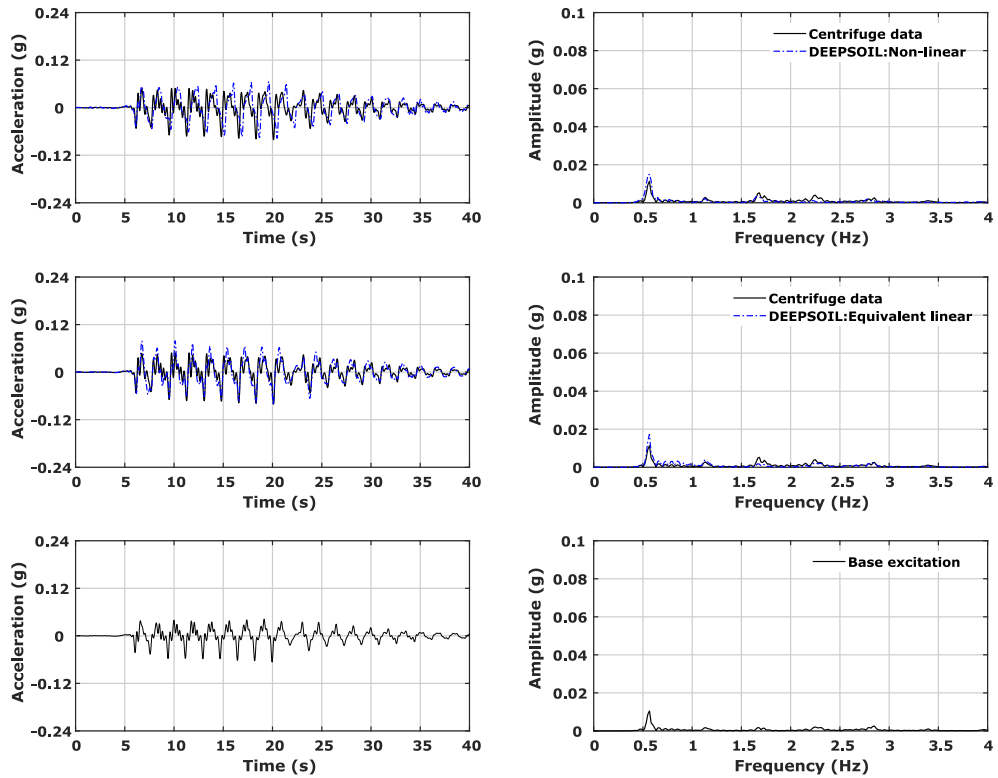 0.24
0.12
0
−0.12
−0.24
Acceleration (g)
0 5 10 15 20 25 30 35 40
Time (s)
0.1
0.08
0.06
0.04
0.02
0
Amplitude (g)
Centrifuge data
DEEPSOIL:Non-linear
0 0.5 1 1.5 2 2.5 3 3.5 4
Frequency (Hz)
0.24
0.12
0
−0.12
−0.24
Acceleration (g)
0 5 10 15 20 25 30 35 40
Time (s)
0.1
0.08
0.06
0.04
0.02
0
Amplitude (g)
Centrifuge data
DEEPSOIL:Equivalent linear
0 0.5 1 1.5 2 2.5 3 3.5 4
Frequency (Hz)
0.24
0.12
0
−0.12
−0.24
Acceleration (g)
0 5 10 15 20 25 30 35 40
Time (s)
0.1
0.08
0.06
0.04
0.02
0
Amplitude (g)
Base excitation
0 0.5 1 1.5 2 2.5 3 3.5 4
Frequency (Hz)